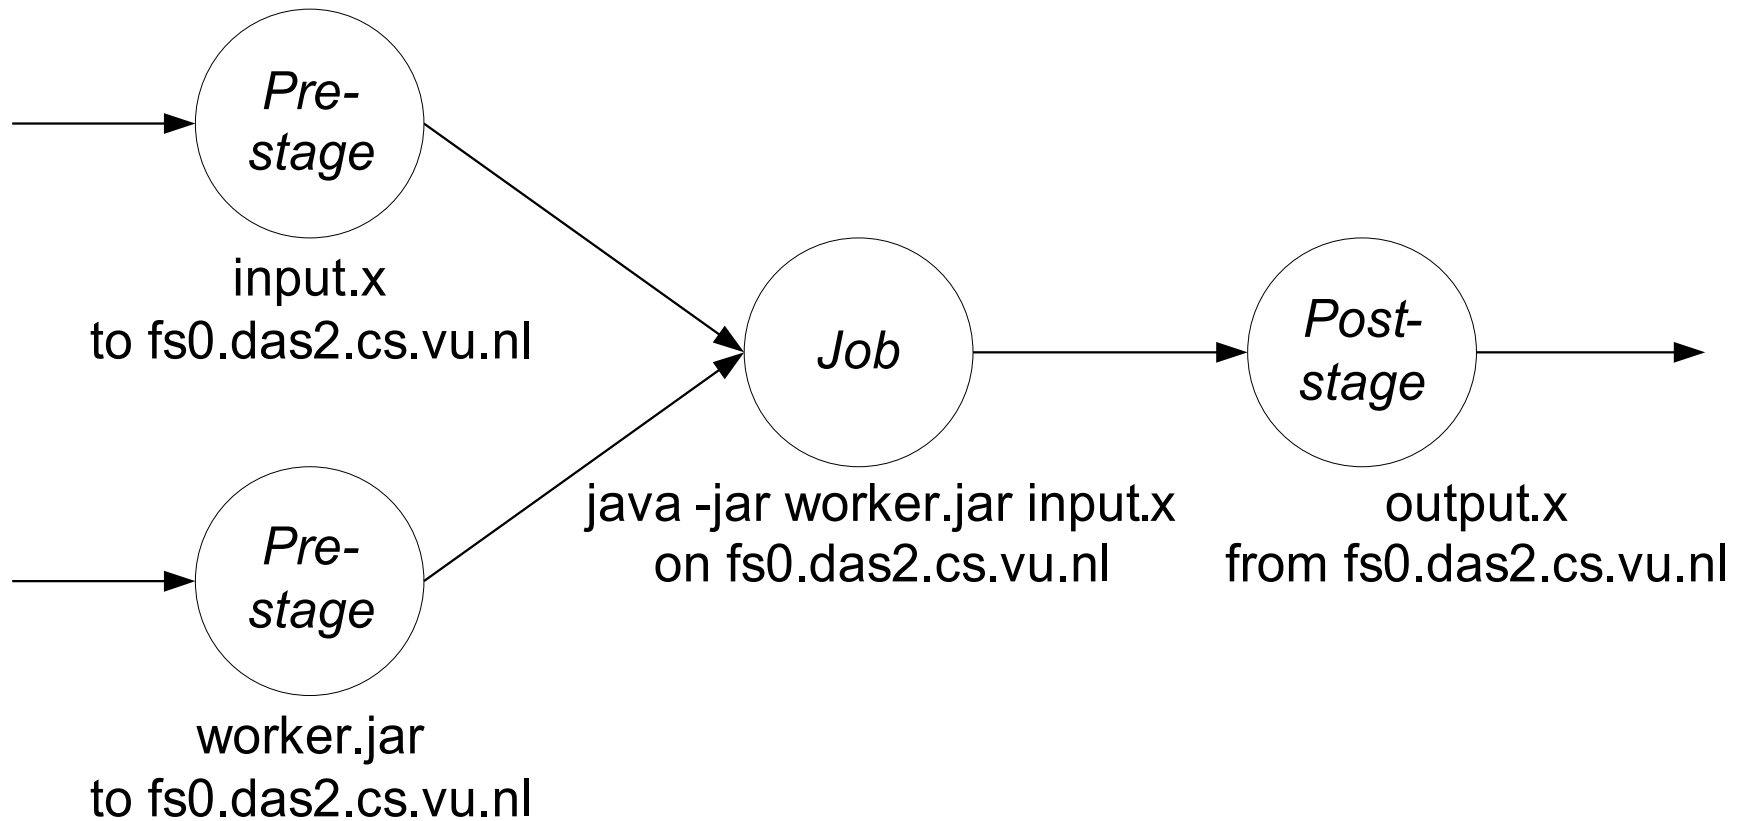 Pre-
stage
input.x
to fs0.das2.cs.vu.nl
Pre-
stage
worker.jar
to fs0.das2.cs.vu.nl
Job
java -jar worker.jar input.x
on fs0.das2.cs.vu.nl
Post-
stage
output.x
from fs0.das2.cs.vu.nl